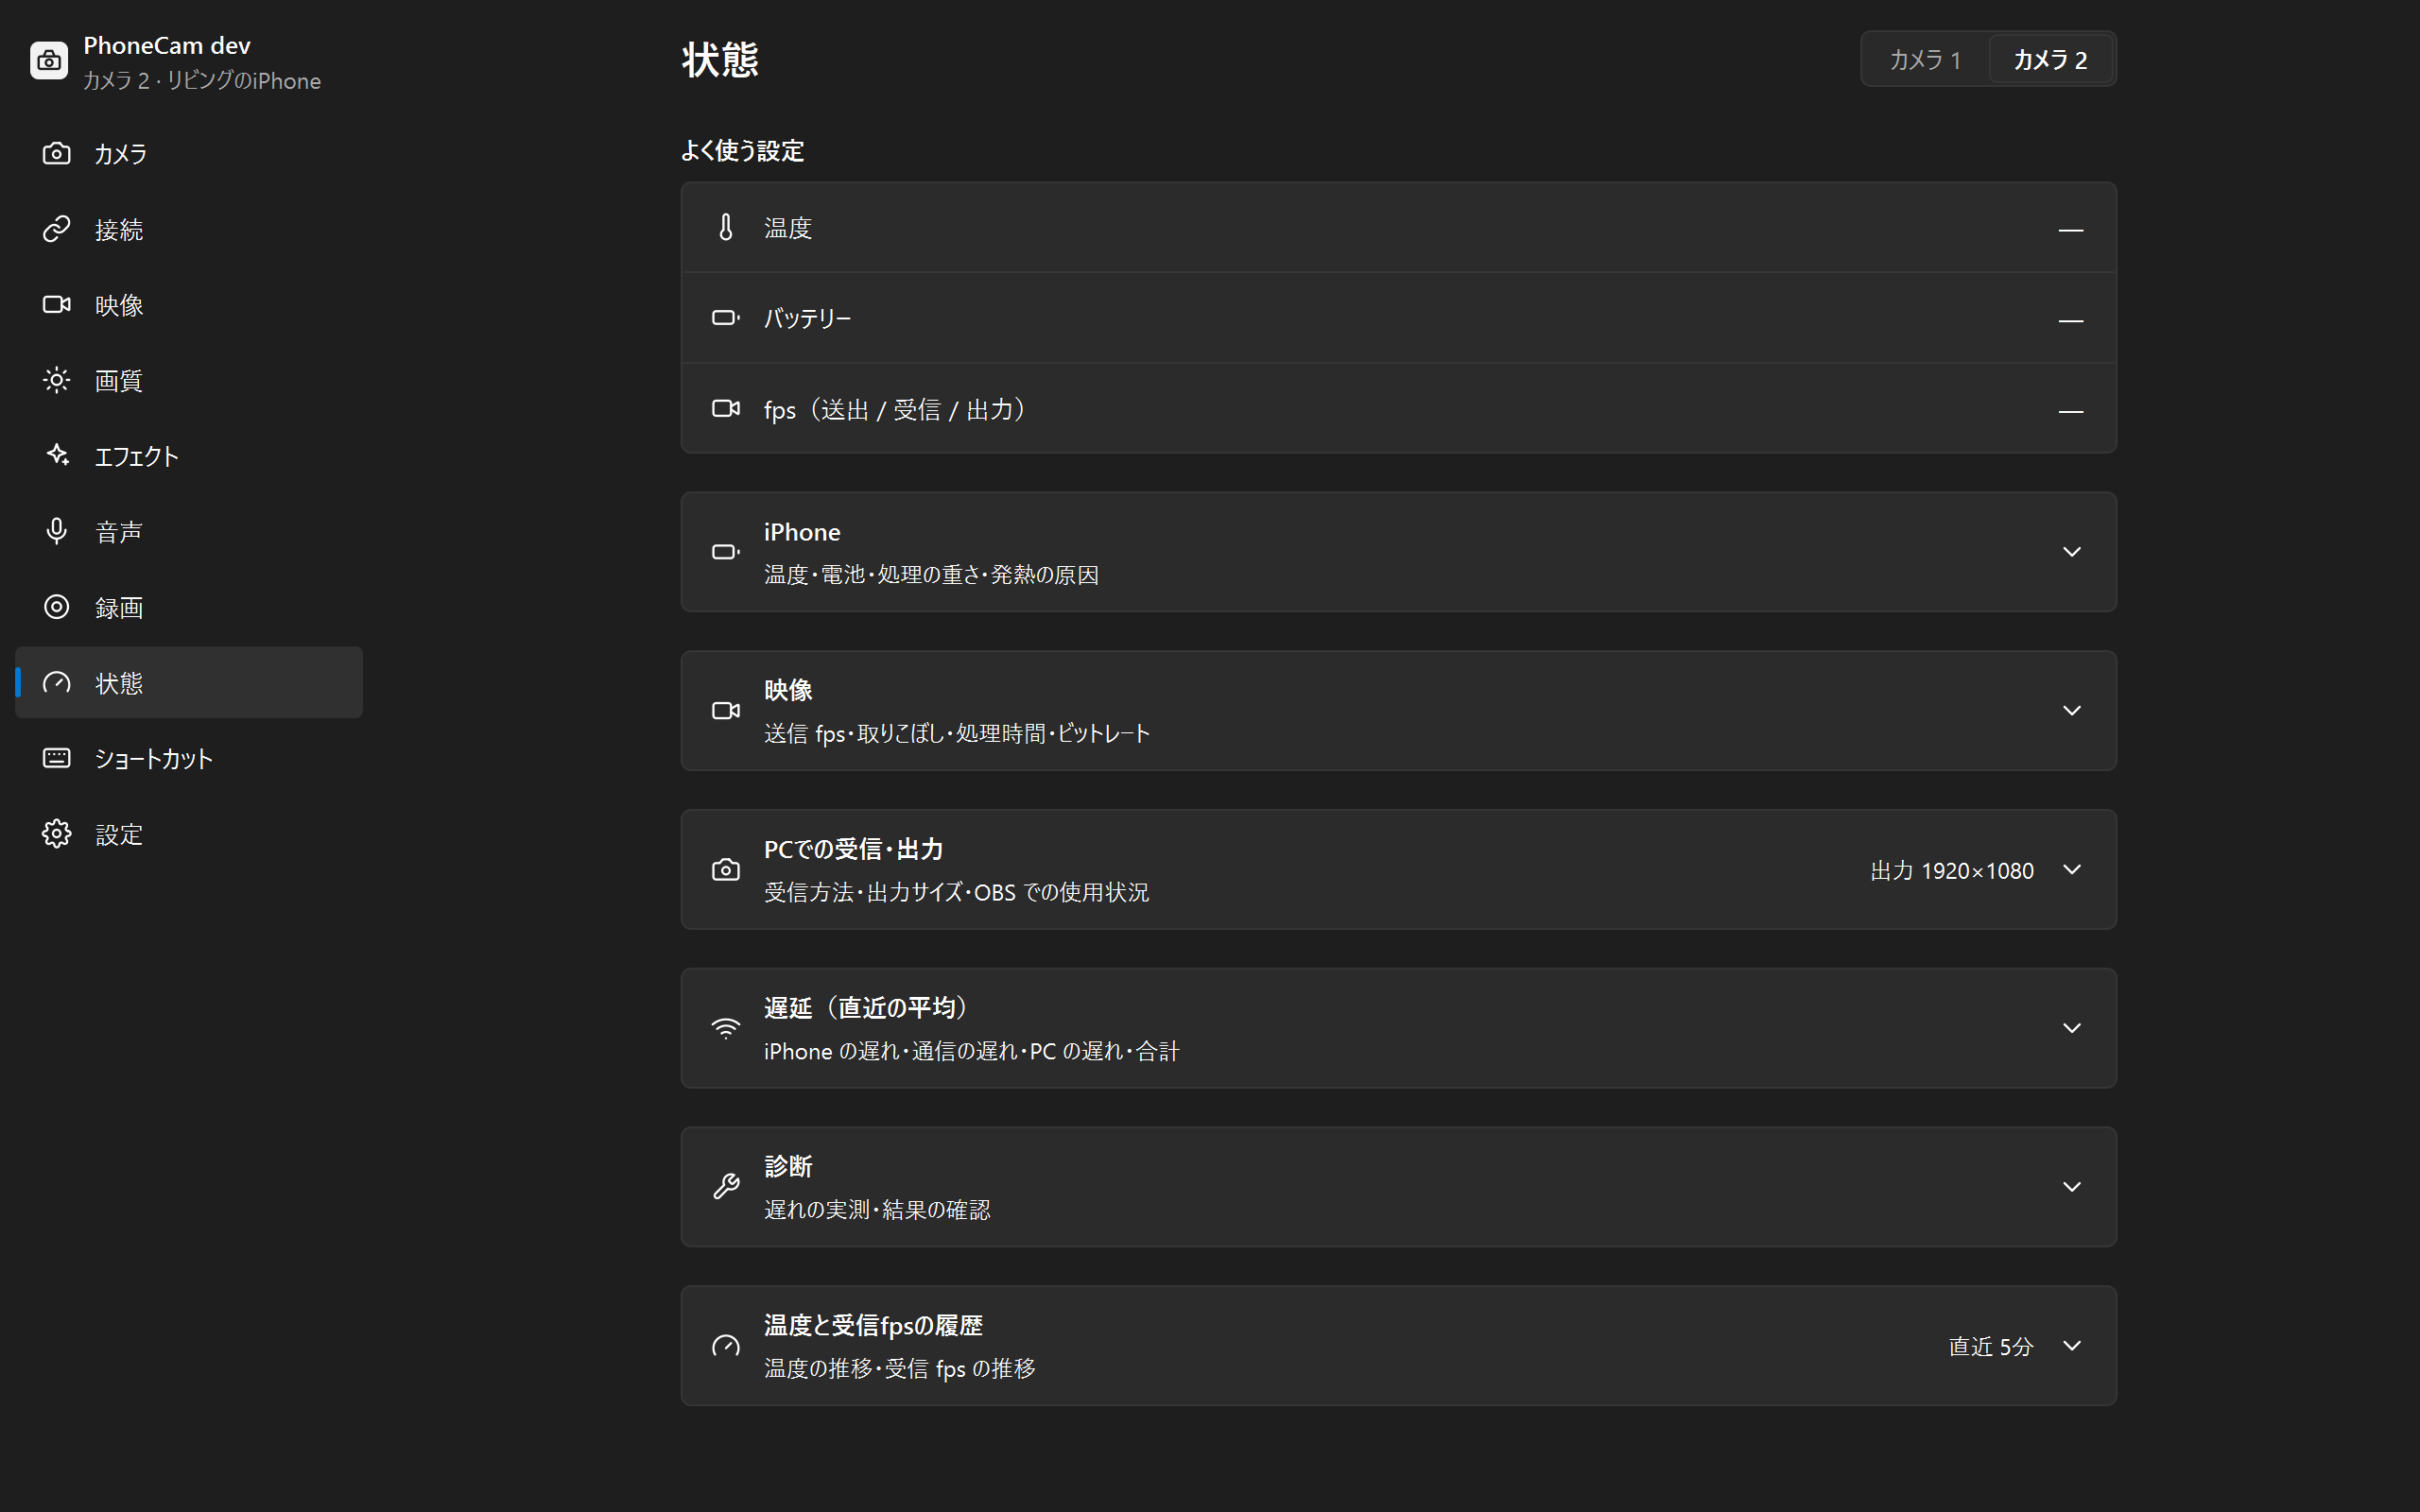 PhoneCam dev
カメラ 2 · リビングのiPhone
カメラ
接続
映像
画質
エフェクト
音声
録画
状態
ショートカット
設定
状態
カメラ 1
カメラ 2
よく使う設定
温度 —
バッテリー —
fps（送出 / 受信 / 出力） —
iPhone
温度・電池・処理の重さ・発熱の原因
映像
送信 fps・取りこぼし・処理時間・ビットレート
PCでの受信・出力
受信方法・出力サイズ・OBS での使用状況
出力 1920×1080
遅延（直近の平均）
iPhone の遅れ・通信の遅れ・PC の遅れ・合計
診断
遅れの実測・結果の確認
温度と受信fpsの履歴
温度の推移・受信 fps の推移
直近 5分